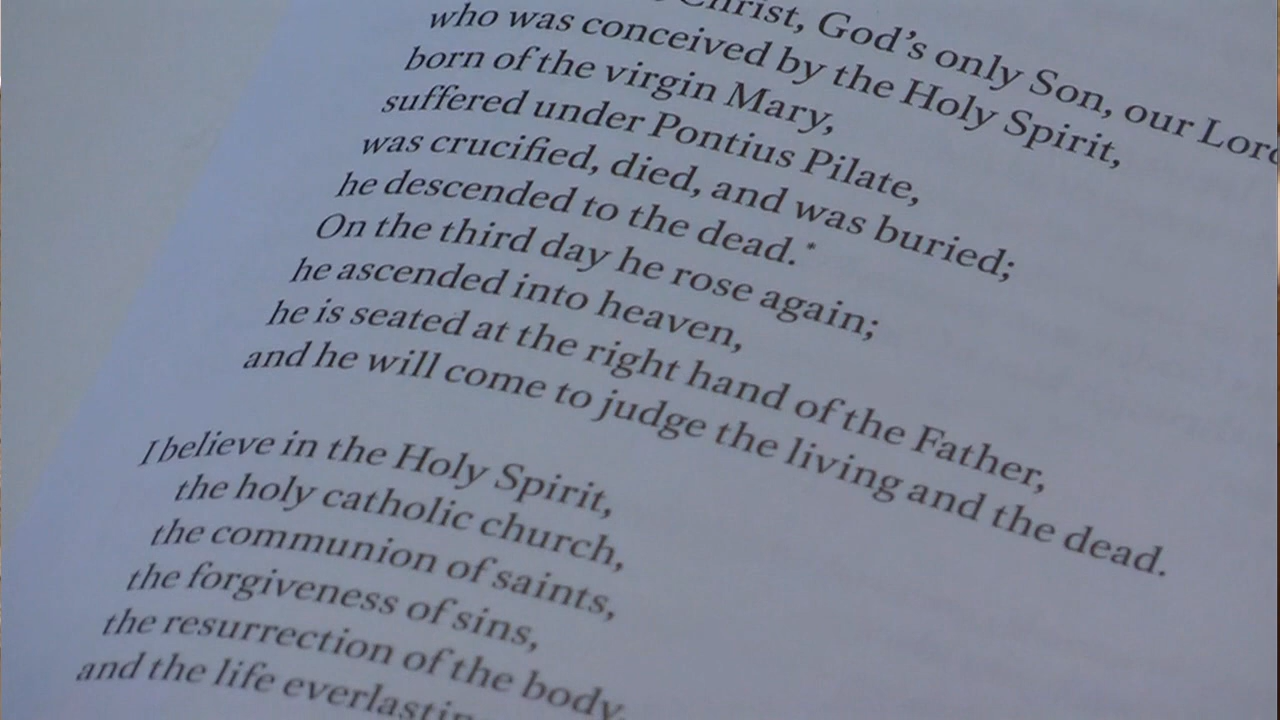 Christ, God's only Son, our Lord
who was conceived by the Holy Spirit,
born of the virgin Mary,
suffered under Pontius Pilate,
was crucified, died, and was buried;
he descended to the dead.*
On the third day he rose again;
he ascended into heaven,
he is seated at the right hand of the Father,
and he will come to judge the living and the dead.
I believe in the Holy Spirit,
the holy catholic church,
the communion of saints,
the forgiveness of sins,
the resurrection of the body,
and the life everlastin